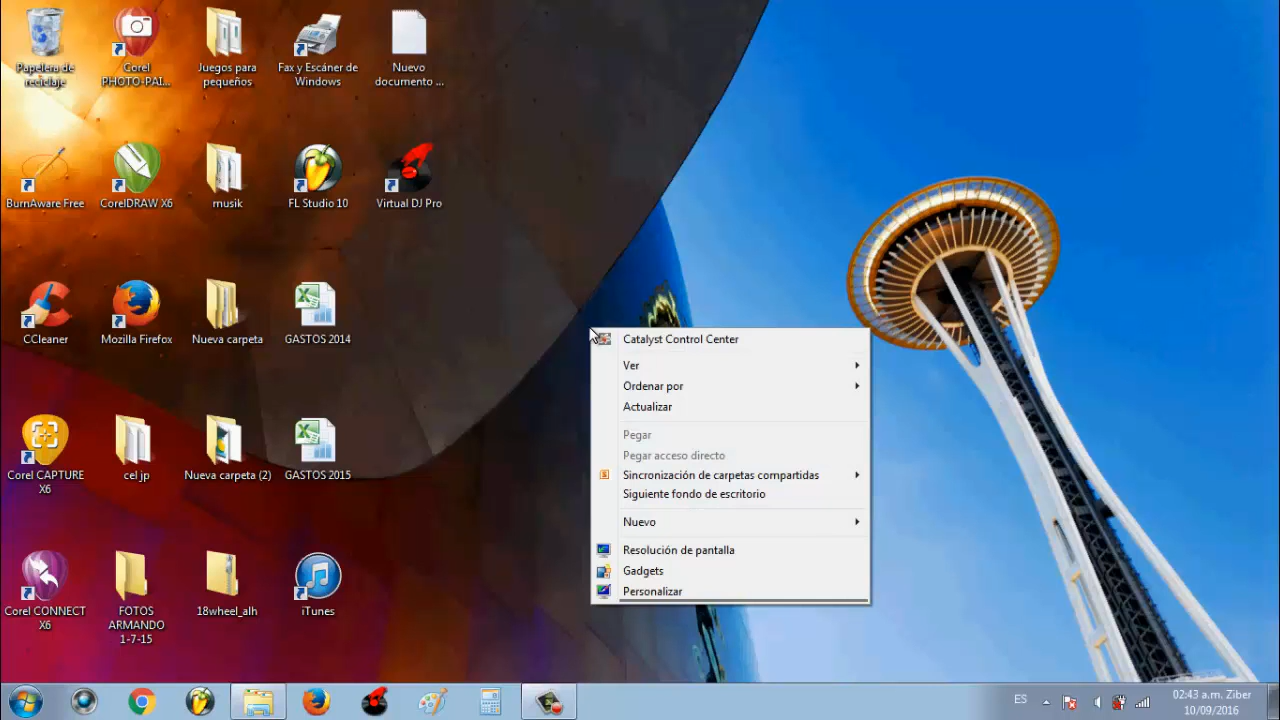 Papelera de
reciclaje
Corel
PHOTO-PAI...
Juegos para
pequeños
Fax y Escáner de
Windows
Nuevo
documento ...
BurnAware Free
CorelDRAW X6
musik
FL Studio 10
Virtual DJ Pro
CCleaner
Mozilla Firefox
Nueva carpeta
GASTOS 2014
Corel CAPTURE
X6
cel jp
Nueva carpeta (2)
GASTOS 2015
Corel CONNECT
X6
FOTOS
ARMANDO
1-7-15
18wheel_alh
iTunes
Catalyst Control Center
Ver
Ordenar por
Actualizar
Pegar
Pegar acceso directo
Sincronización de carpetas compartidas
Siguiente fondo de escritorio
Nuevo
Resolución de pantalla
Gadgets
Personalizar
ES
02:43 a.m. Ziber
10/09/2016